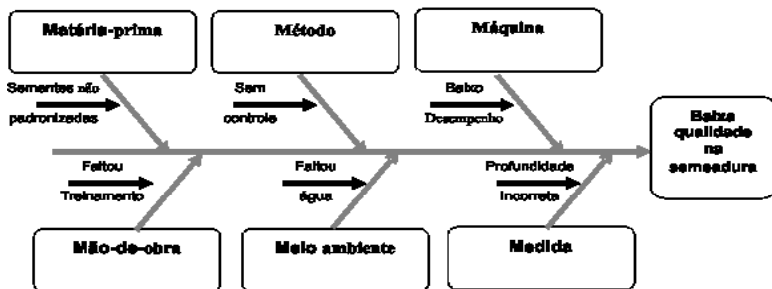 Matéria-prima
Método
Máquina
Sementes não
padronizadas
Sem
controle
Baixo
Desempenho
Baixa
qualidade
na
semeadura
Faltou
Treinamento
Faltou
água
Profundidade
Incorreta
Mão-de-obra
Meio ambiente
Medida